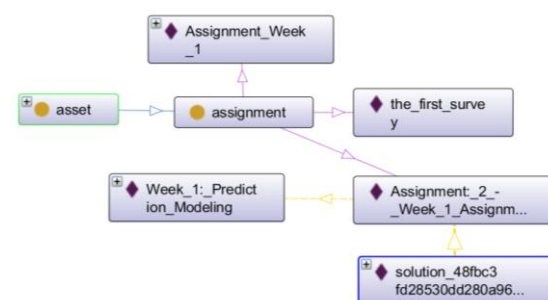 Assignment_Week
_1
asset
assignment
the_first_surve
y
Week_1:_Predict
ion_Modeling
Assignment:_2_-
_Week_1_Assignm...
solution_48fbc3
fd28530dd280a96...